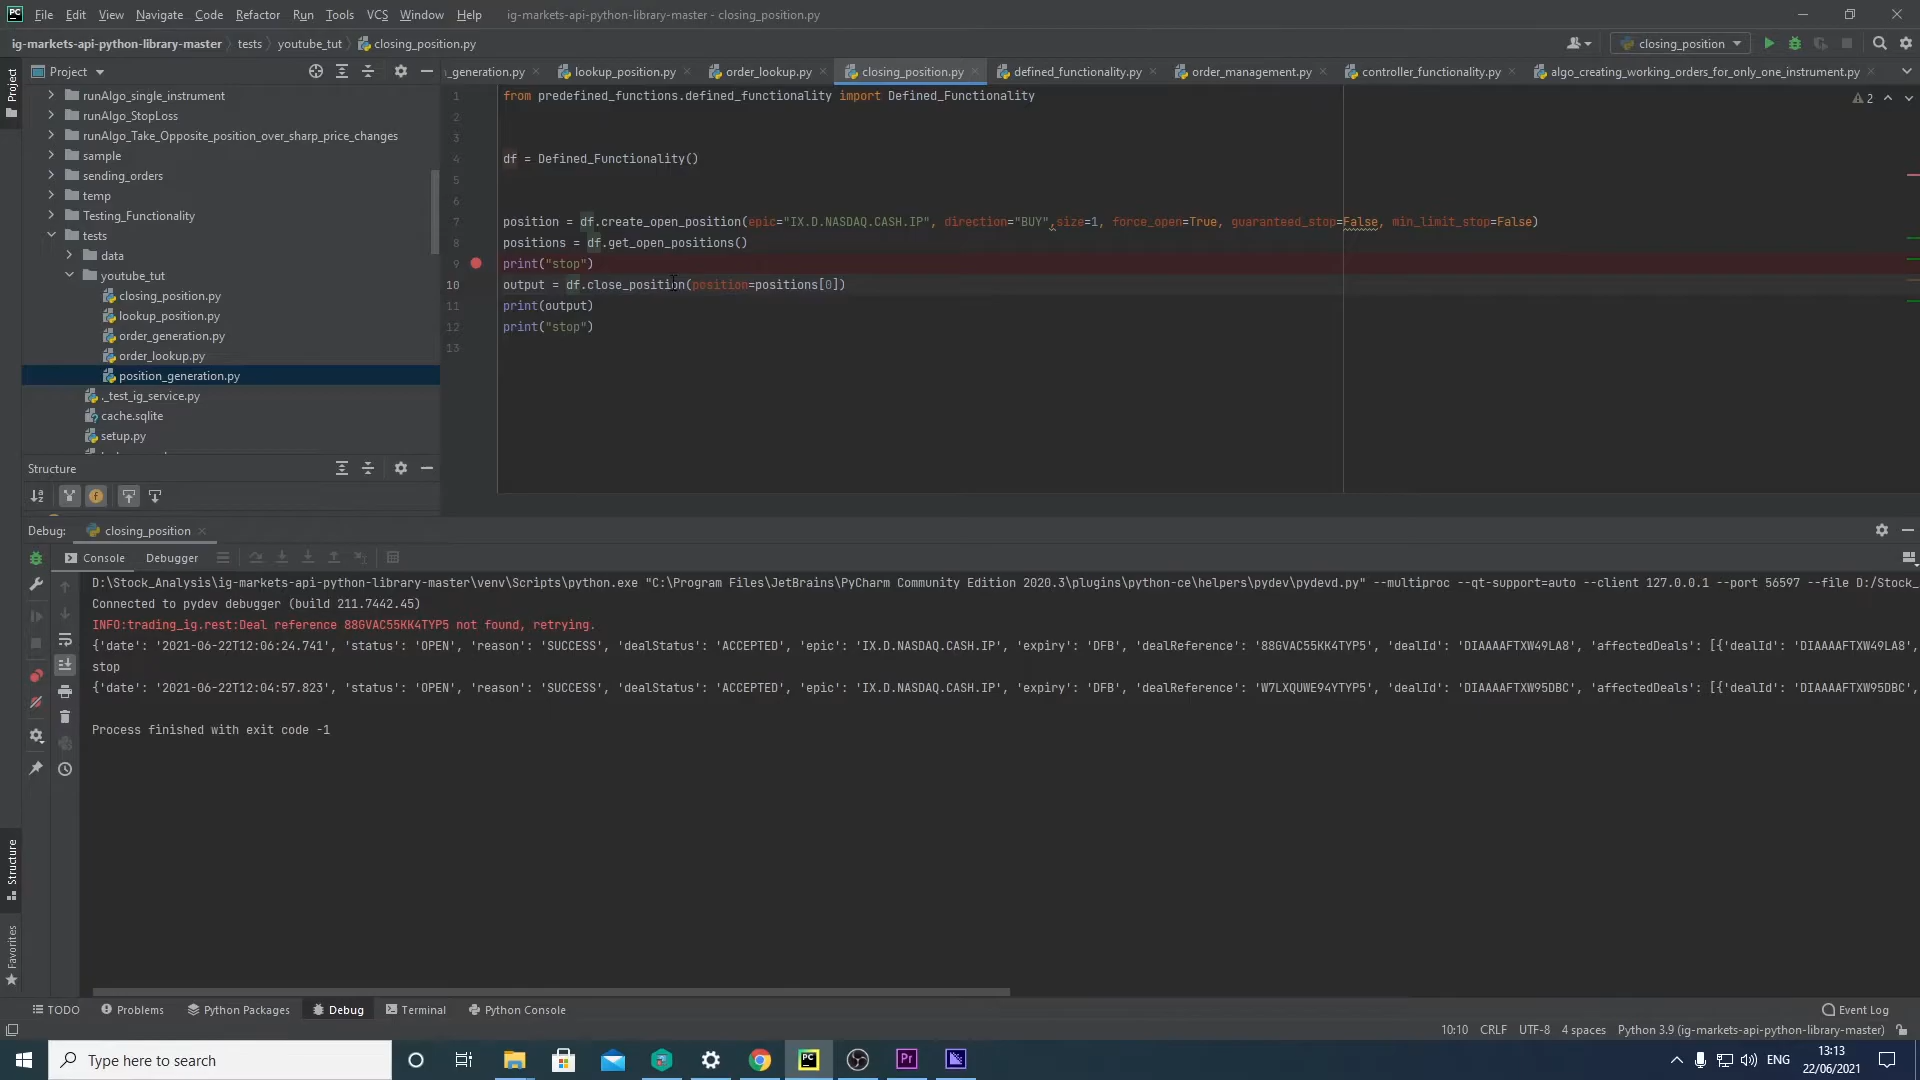 PC File Edit View Navigate Code Refactor Run Tools VCS Window Help ig-markets-api-python-library-master - closing_position.py
ig-markets-api-python-library-master tests youtube_tut closing_position.py closing_position
Project
_generation.py lookup_position.py order_lookup.py closing_position.py defined_functionality.py order_management.py controller_functionality.py algo_creating_working_orders_for_only_one_instrument.py
Project
runAlgo_single_instrument
runAlgo_StopLoss
runAlgo_Take_Opposite_position_over_sharp_price_changes
sample
sending_orders
temp
Testing_Functionality
tests
data
youtube_tut
closing_position.py
lookup_position.py
order_generation.py
order_lookup.py
position_generation.py
._test_ig_service.py
cache.sqlite
setup.py
2
1 from predefined_functions.defined_functionality import Defined_Functionality
2
3
4 df = Defined_Functionality()
5
6
7 position = df.create_open_position(epic="IX.D.NASDAQ.CASH.IP", direction="BUY",size=1, force_open=True, guaranteed_stop=False, min_limit_stop=False)
8 positions = df.get_open_positions()
9 print("stop")
10 output = df.close_position(position=positions[0])
11 print(output)
12 print("stop")
13
Structure
Debug: closing_position
Console Debugger
D:\Stock_Analysis\ig-markets-api-python-library-master\venv\Scripts\python.exe "C:\Program Files\JetBrains\PyCharm Community Edition 2020.3\plugins\python-ce\helpers\pydev\pydevd.py" --multiproc --qt-support=auto --client 127.0.0.1 --port 56597 --file D:/Stock_
Connected to pydev debugger (build 211.7442.45)
INFO:trading_ig.rest:Deal reference 88GVAC55KK4TYP5 not found, retrying.
{'date': '2021-06-22T12:06:24.741', 'status': 'OPEN', 'reason': 'SUCCESS', 'dealStatus': 'ACCEPTED', 'epic': 'IX.D.NASDAQ.CASH.IP', 'expiry': 'DFB', 'dealReference': '88GVAC55KK4TYP5', 'dealId': 'DIAAAAFTXW49LA8', 'affectedDeals': [{'dealId': 'DIAAAAFTXW49LA8',
stop
{'date': '2021-06-22T12:04:57.823', 'status': 'OPEN', 'reason': 'SUCCESS', 'dealStatus': 'ACCEPTED', 'epic': 'IX.D.NASDAQ.CASH.IP', 'expiry': 'DFB', 'dealReference': 'W7LXQUWE94YTYP5', 'dealId': 'DIAAAAFTXW95DBC', 'affectedDeals': [{'dealId': 'DIAAAAFTXW95DBC',
Process finished with exit code -1
Structure
Favorites
TODO Problems Python Packages Debug Terminal Python Console Event Log
10:10 CRLF UTF-8 4 spaces Python 3.9 (ig-markets-api-python-library-master)
Type here to search PC Pr ENG 13:13
22/06/2021